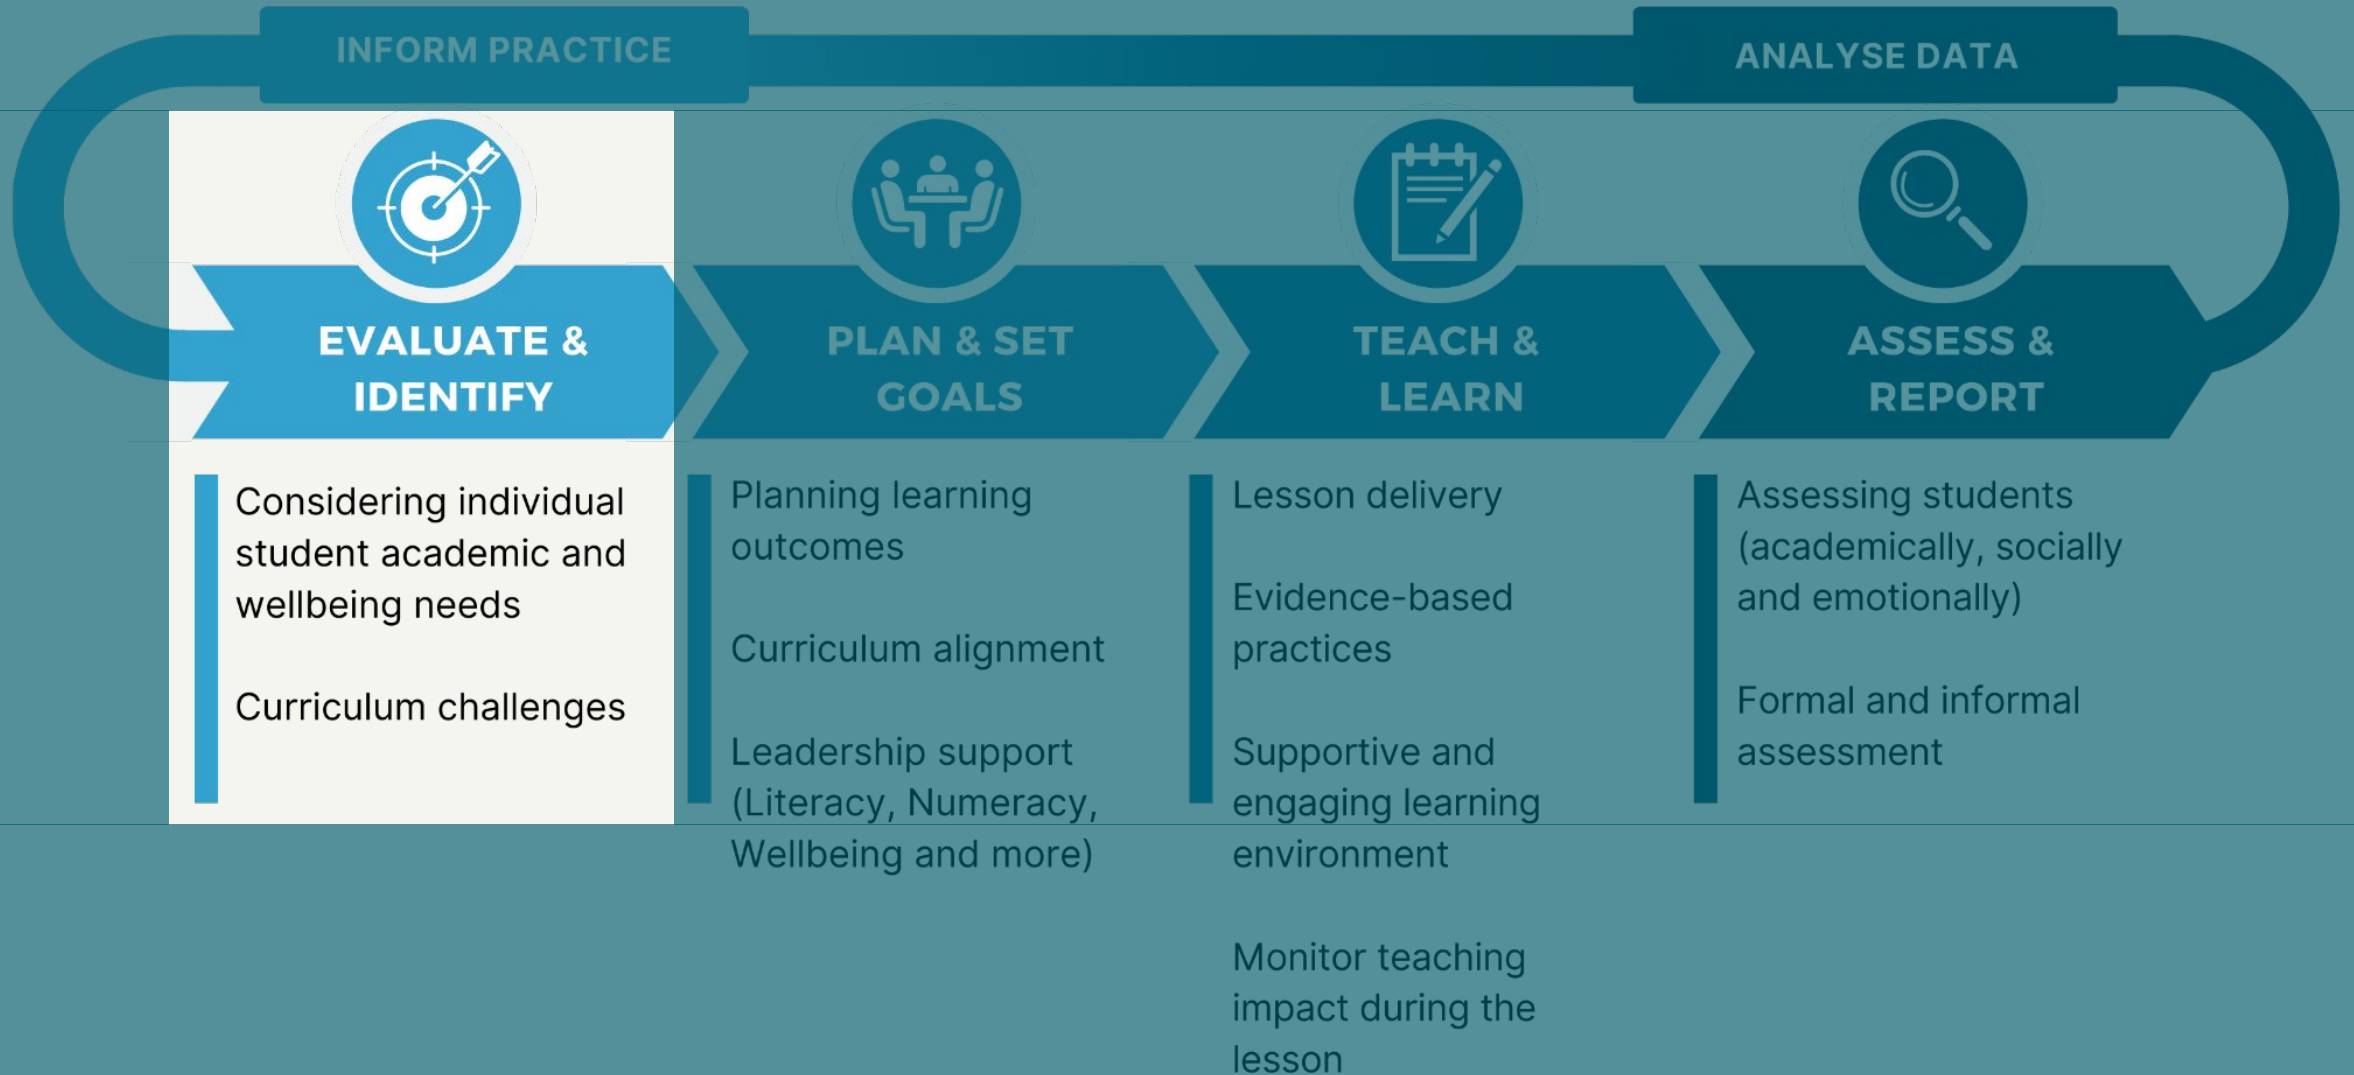 INFORM PRACTICE
ANALYSE DATA
EVALUATE &
IDENTIFY
Considering individual
student academic and
wellbeing needs
Curriculum challenges
PLAN & SET
GOALS
Planning learning
outcomes
Curriculum alignment
Leadership support
(Literacy, Numeracy,
Wellbeing and more)
TEACH &
LEARN
Lesson delivery
Evidence-based
practices
Supportive and
engaging learning
environment
Monitor teaching
impact during the
lesson
ASSESS &
REPORT
Assessing students
(academically, socially
and emotionally)
Formal and informal
assessment